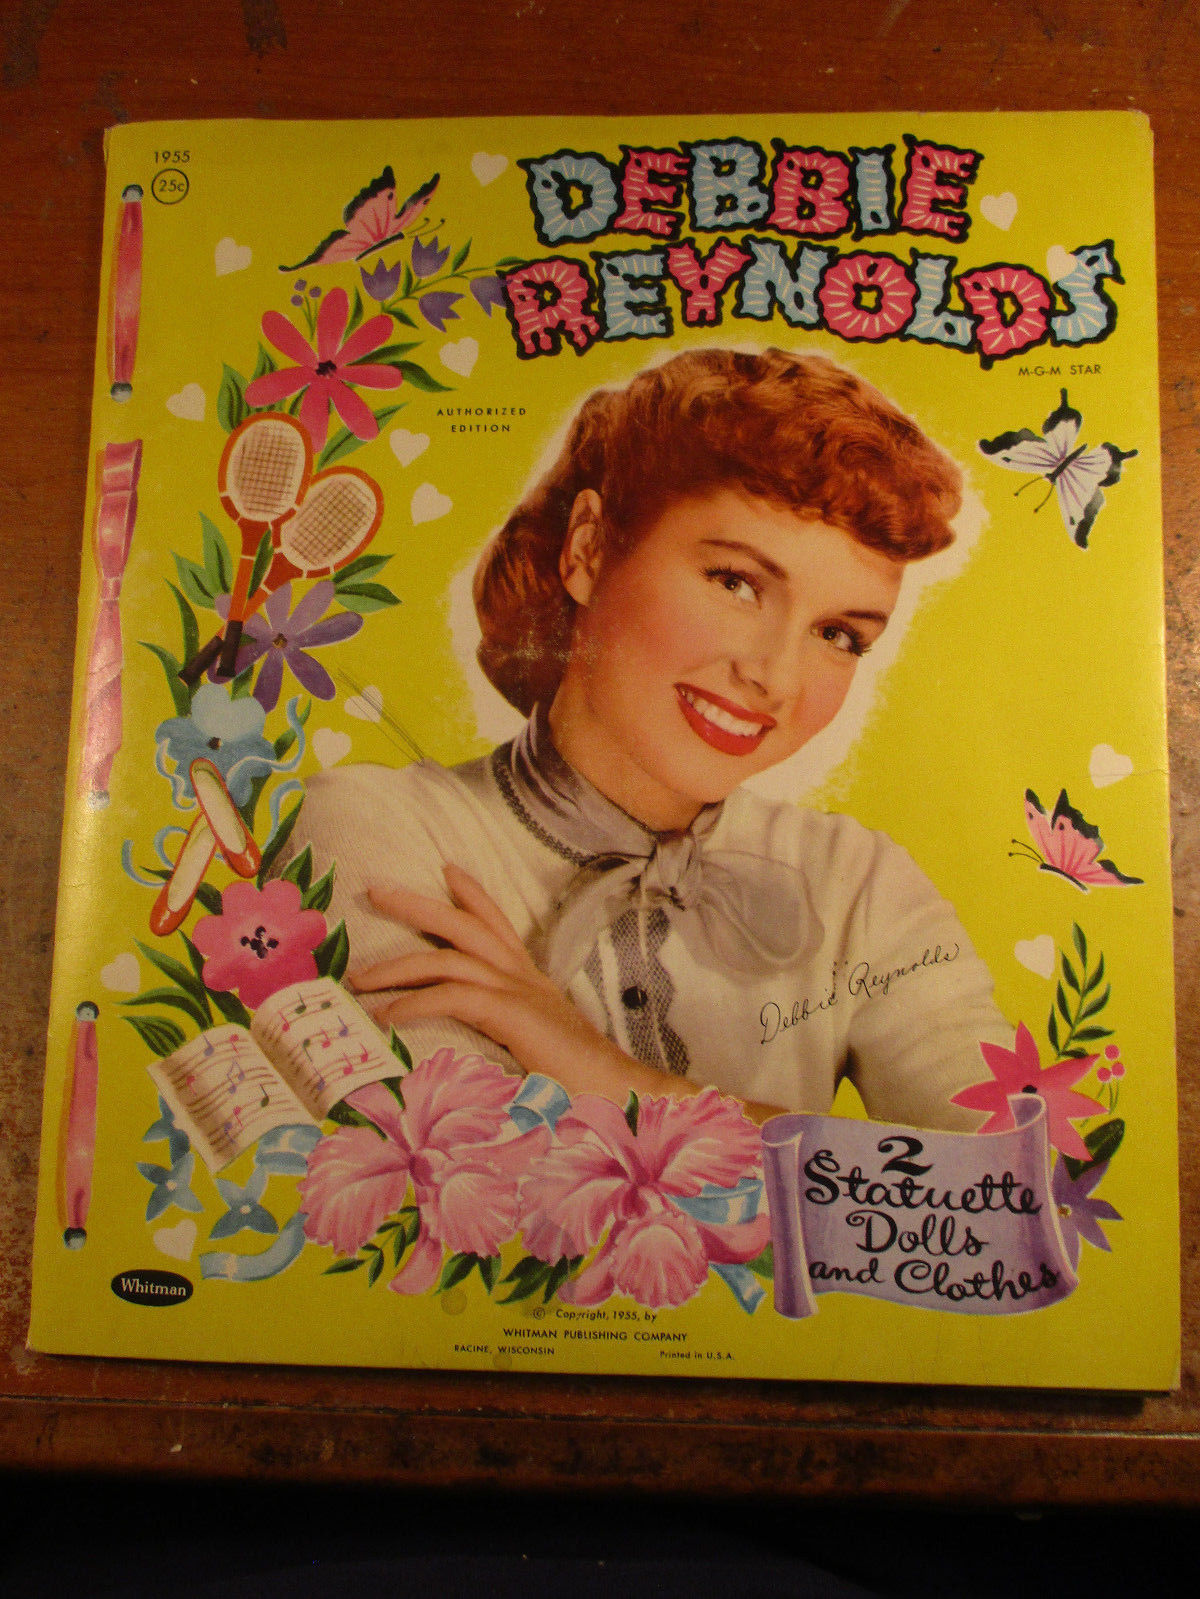 1955
25c
DEBBIE
REYNOLDS
M-G-M STAR
AUTHORIZED
EDITION
Debbie Reynolds
2
Statuette
Dolls
and Clothes
Whitman
© Copyright, 1955, by
WHITMAN PUBLISHING COMPANY
RACINE, WISCONSIN Printed in U.S.A.